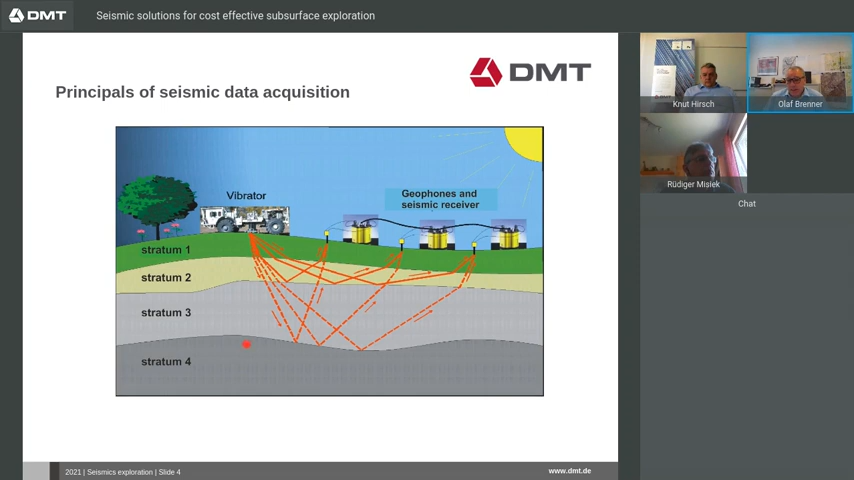 DMT
Seismic solutions for cost effective subsurface exploration
DMT
Principals of seismic data acquisition
Vibrator
Geophones and
seismic receiver
stratum 1
stratum 2
stratum 3
stratum 4
2021 | Seismics exploration | Slide 4
www.dmt.de
Knut Hirsch
Olaf Brenner
Rüdiger Misiek
Chat